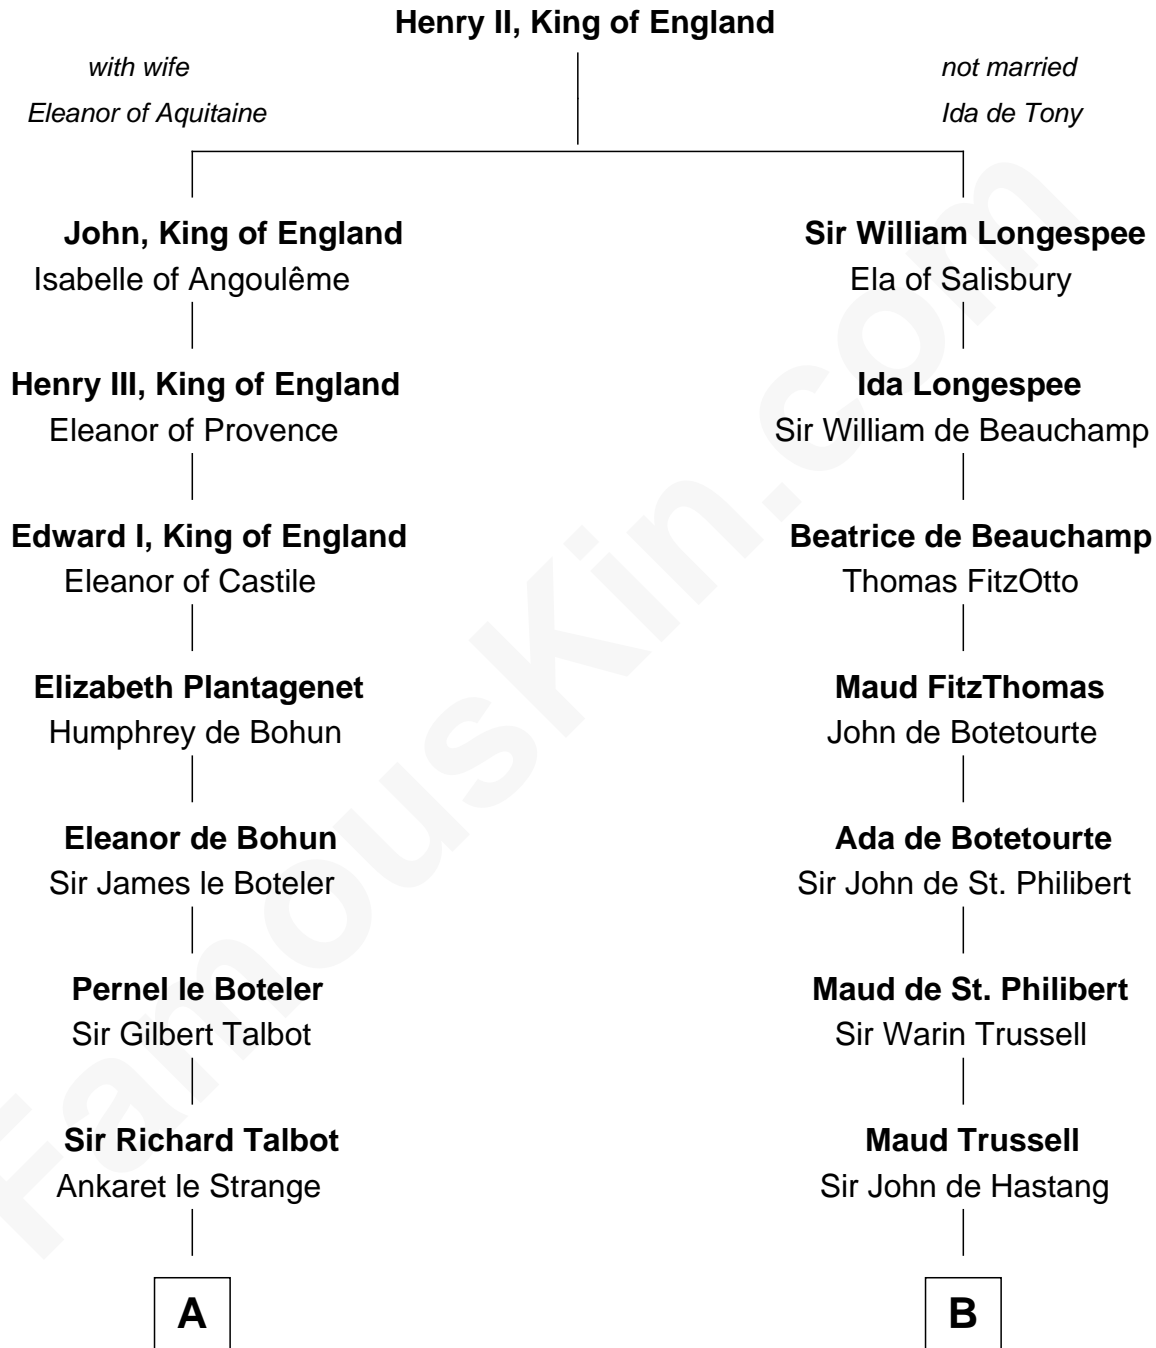 Henry II, King of England
with wife
Eleanor of Aquitaine
not married
Ida de Tony
John, King of England
Isabelle of Angoulême
Sir William Longespee
Ela of Salisbury
Henry III, King of England
Eleanor of Provence
Ida Longespee
Sir William de Beauchamp
Edward I, King of England
Eleanor of Castile
Beatrice de Beauchamp
Thomas FitzOtto
Elizabeth Plantagenet
Humphrey de Bohun
Maud FitzThomas
John de Botetourte
Eleanor de Bohun
Sir James le Boteler
Ada de Botetourte
Sir John de St. Philibert
Pernel le Boteler
Sir Gilbert Talbot
Maud de St. Philibert
Sir Warin Trussell
Sir Richard Talbot
Ankaret le Strange
Maud Trussell
Sir John de Hastang
A
B
FamousKin.com